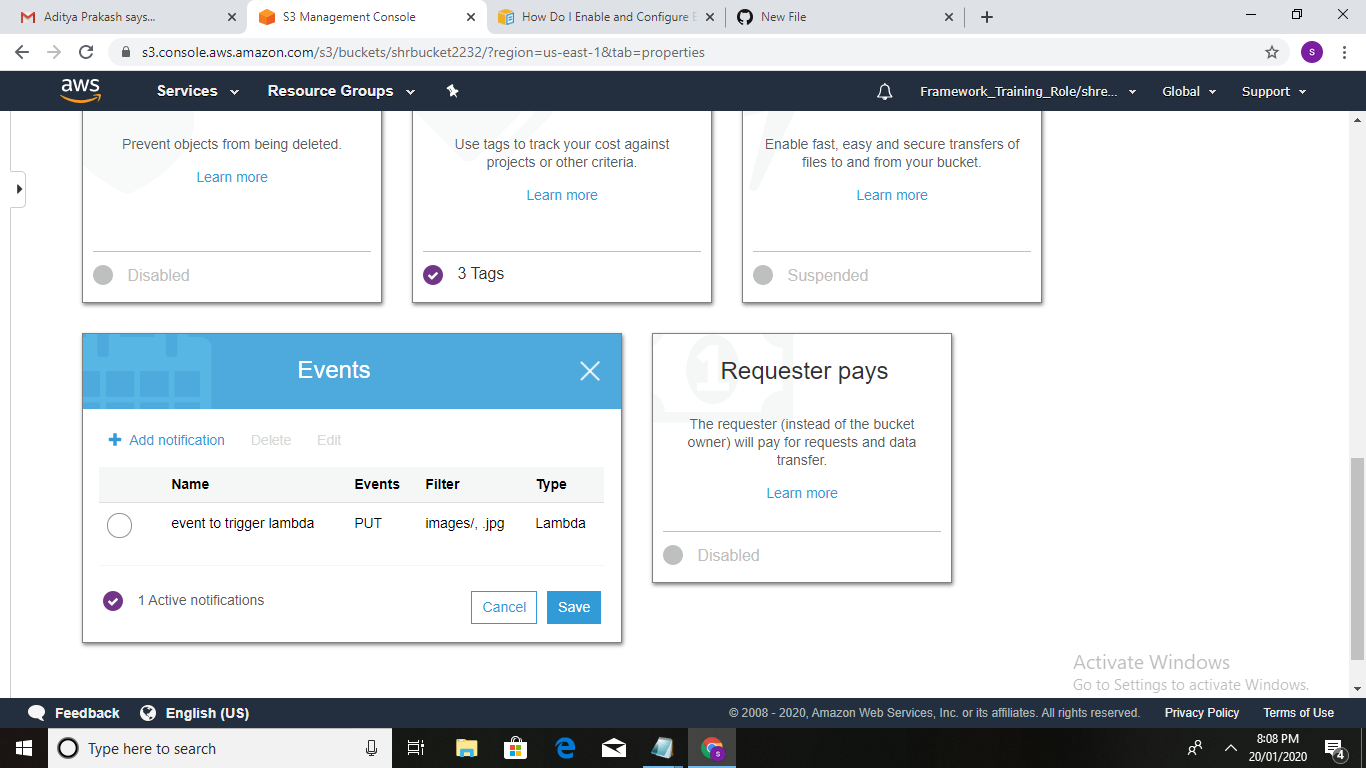 Aditya Prakash says...
S3 Management Console
How Do I Enable and Configure E
New File
s3.console.aws.amazon.com/s3/buckets/shrbucket2232/?region=us-east-1&tab=properties
s
aws
Services
Resource Groups
Framework_Training_Role/shre...
Global
Support
Prevent objects from being deleted.
Learn more
Disabled
Use tags to track your cost against
projects or other criteria.
Learn more
3 Tags
Enable fast, easy and secure transfers of
files to and from your bucket.
Learn more
Suspended
Events
Add notification Delete Edit
Name Events Filter Type
event to trigger lambda PUT images/, .jpg Lambda
1 Active notifications
Cancel Save
1
Requester pays
The requester (instead of the bucket
owner) will pay for requests and data
transfer.
Learn more
Disabled
Activate Windows
Go to Settings to activate Windows.
Feedback
English (US)
© 2008 - 2020, Amazon Web Services, Inc. or its affiliates. All rights reserved.
Privacy Policy
Terms of Use
Type here to search
s
8:08 PM
20/01/2020
4